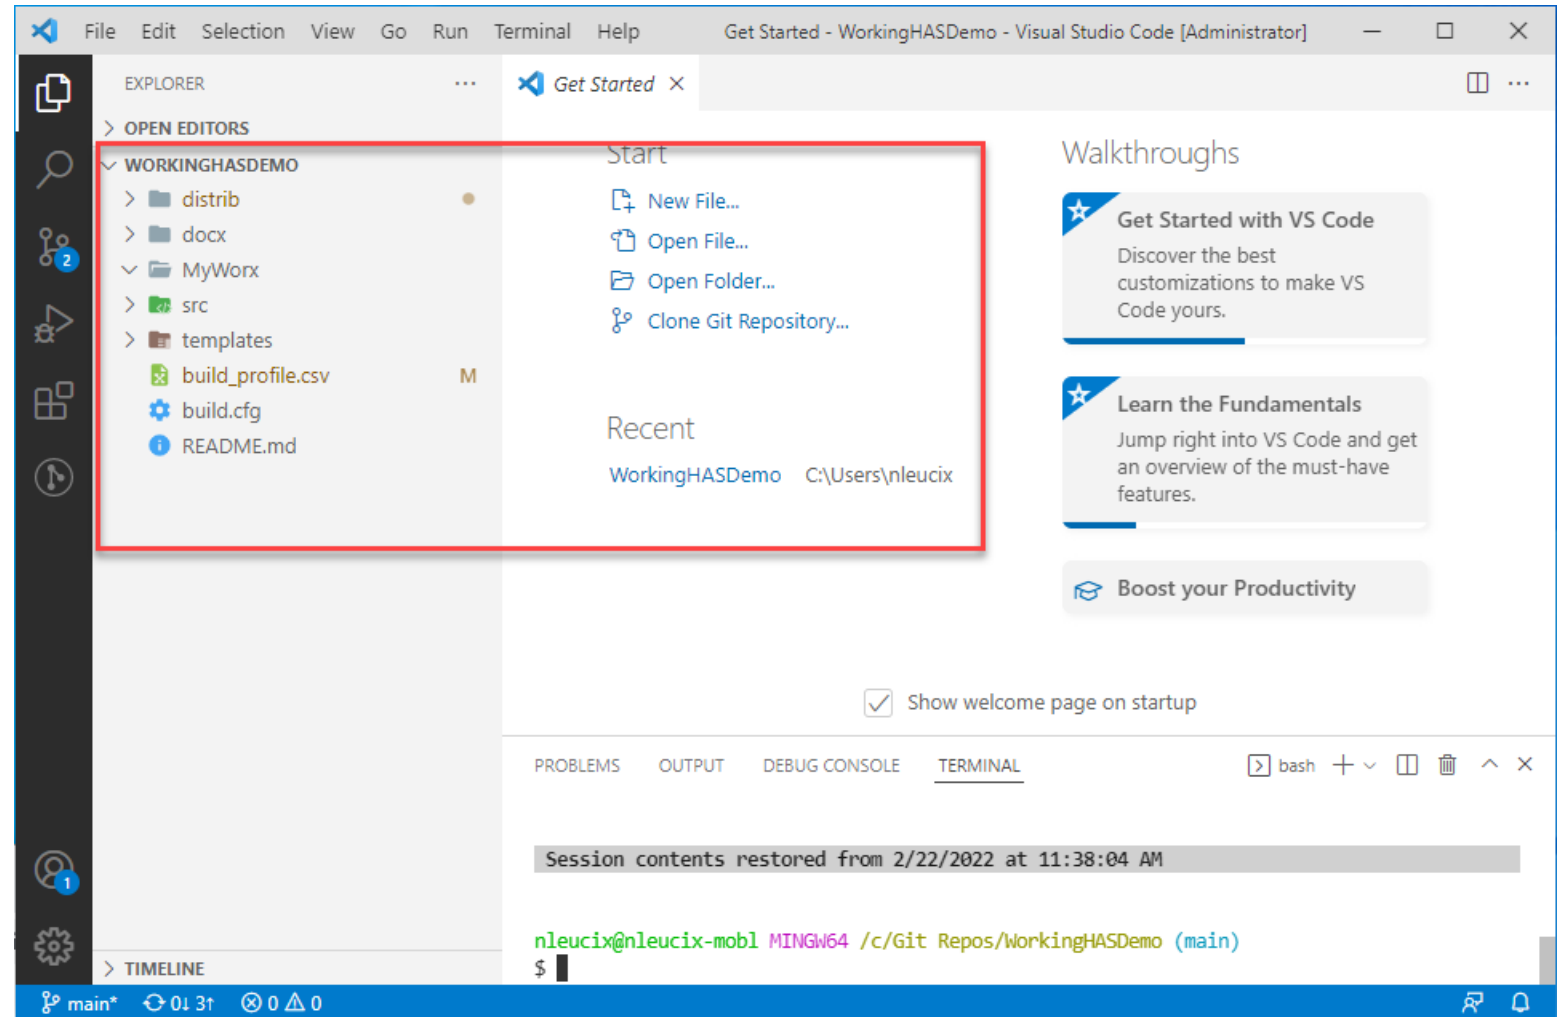 File Edit Selection View Go Run Terminal Help Get Started - WorkingHASDemo - Visual Studio Code [Administrator]
EXPLORER
OPEN EDITORS
WORKINGHASDEMO
distrib
docx
MyWorx
src
templates
build_profile.csv M
build.cfg
README.md
TIMELINE
2
1
Get Started
Start
New File...
Open File...
Open Folder...
Clone Git Repository...
Recent
WorkingHASDemo C:\Users\nleucix
Walkthroughs
Get Started with VS Code
Discover the best
customizations to make VS
Code yours.
Learn the Fundamentals
Jump right into VS Code and get
an overview of the must-have
features.
Boost your Productivity
Show welcome page on startup
PROBLEMS OUTPUT DEBUG CONSOLE TERMINAL bash
Session contents restored from 2/22/2022 at 11:38:04 AM
nleucix@nleucix-mobl MINGW64 /c/Git Repos/WorkingHASDemo (main)
$
main* 0↓ 3↑ 0 0